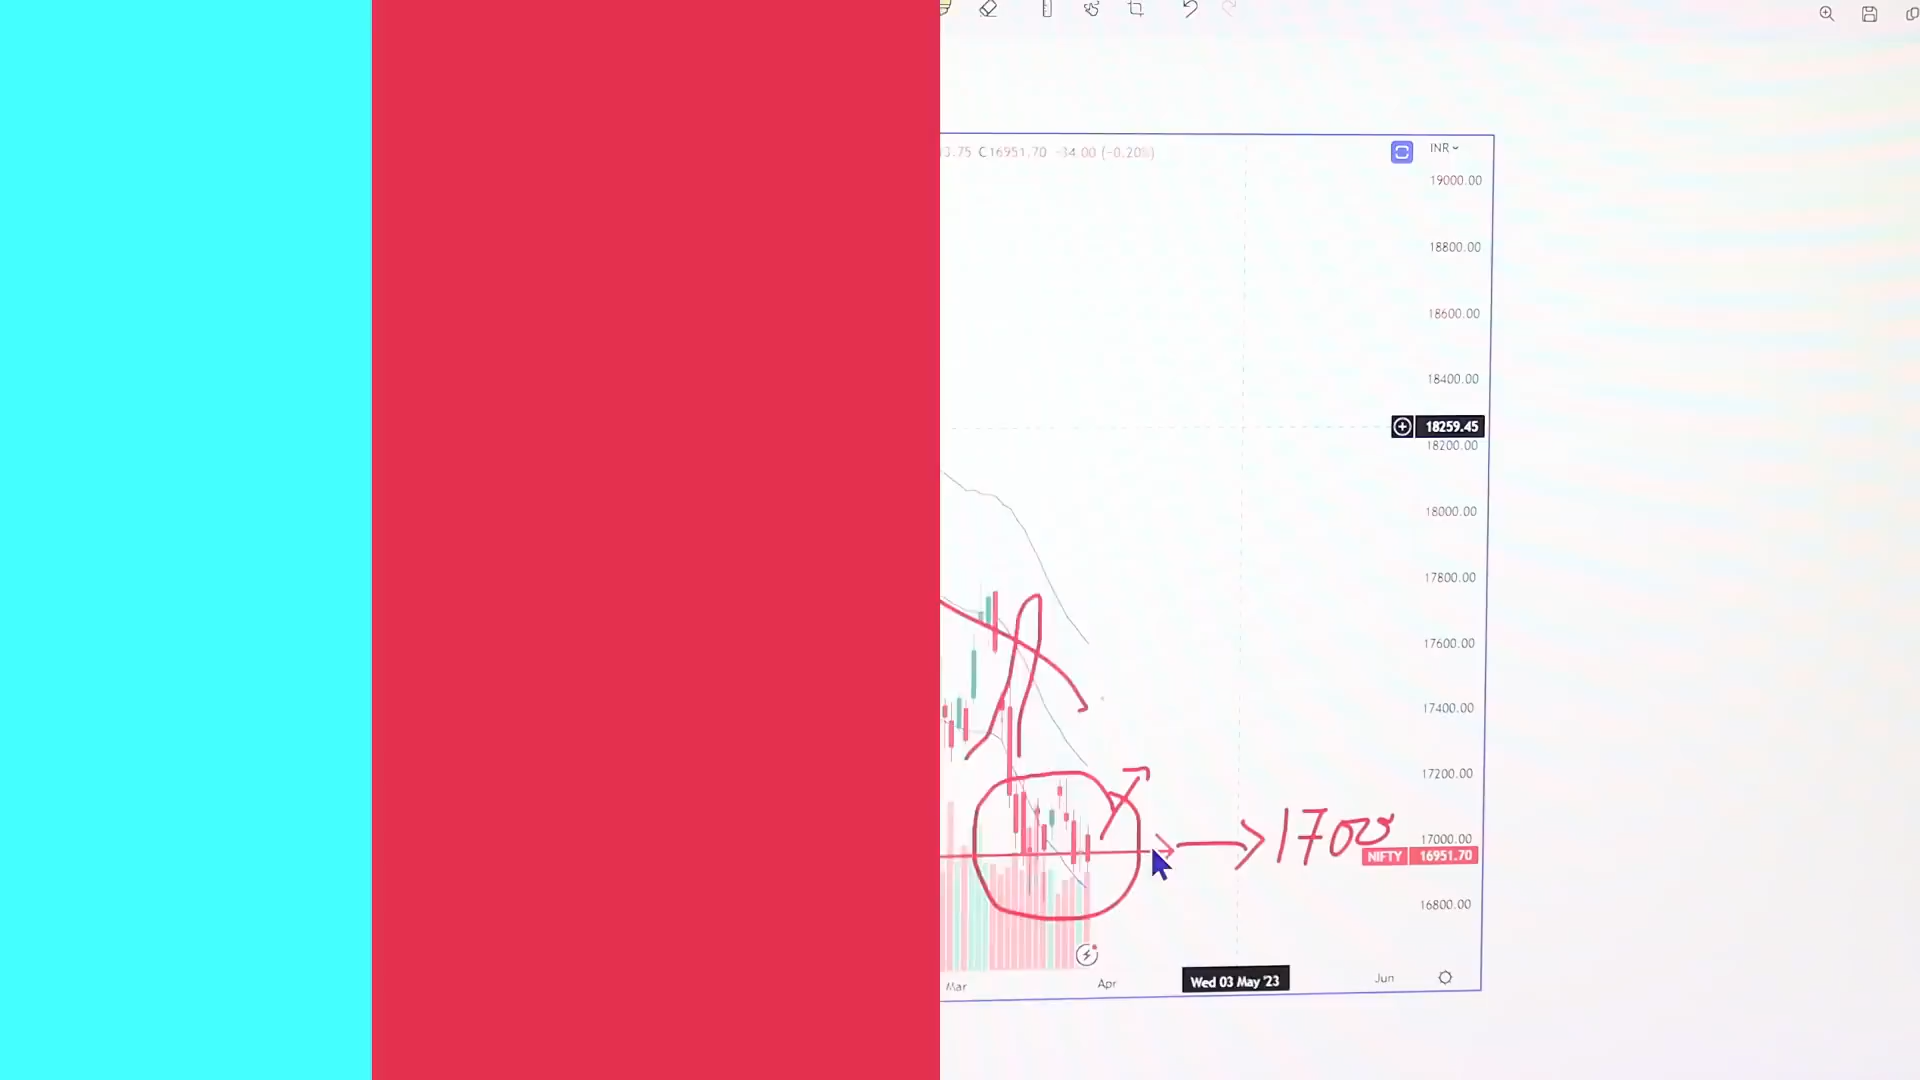 3.75 C16951.70 -34.00 (-0.20%)
INR
19000.00
18800.00
18600.00
18400.00
18259.45
18200.00
18000.00
17800.00
17600.00
17400.00
17200.00
17000.00
NIFTY 16951.70
16800.00
Mar
Apr
Wed 03 May '23
Jun